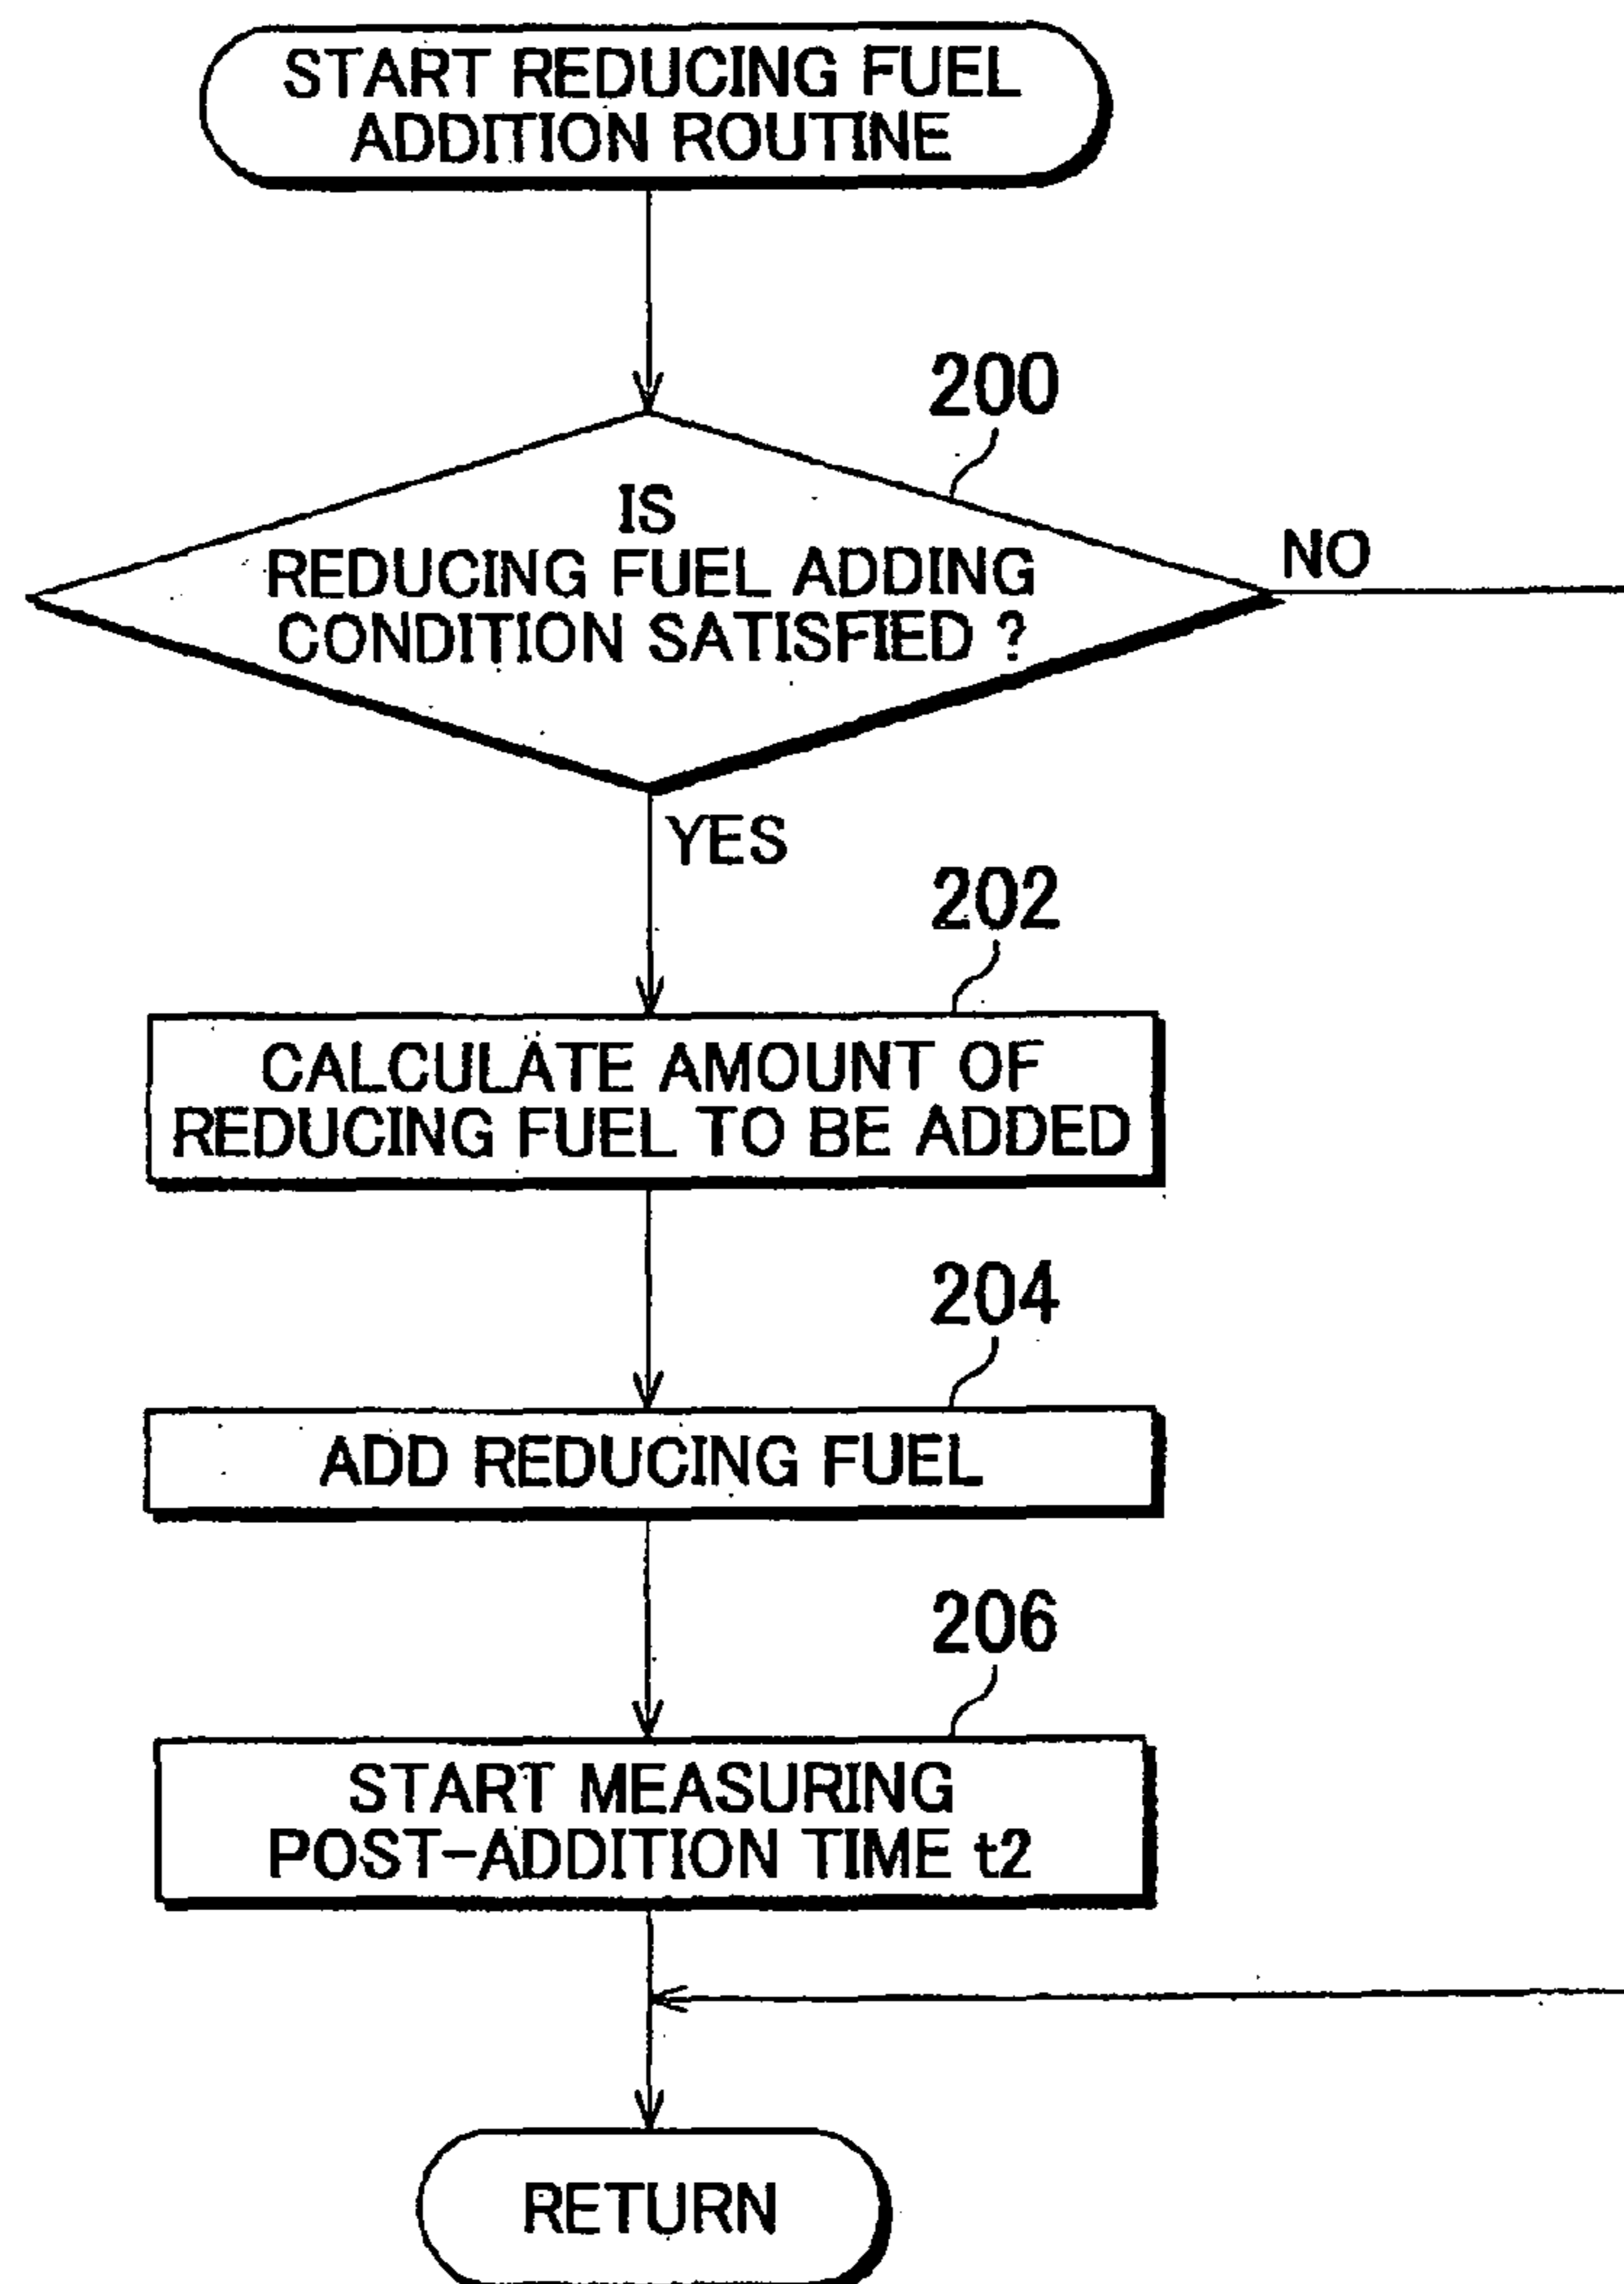 START REDUCING FUEL
ADDITION ROUTINE
200
IS
REDUCING FUEL ADDING
CONDITION SATISFIED ?
NO
YES
202
CALCULATE AMOUNT OF
REDUCING FUEL TO BE ADDED
204
ADD REDUCING FUEL
206
START MEASURING
POST-ADDITION TIME t2
RETURN